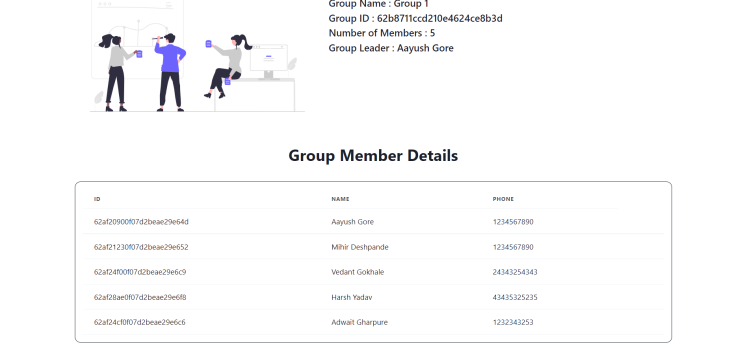 Group Name : Group 1
Group ID : 62b8711ccd210e4624ce8b3d
Number of Members : 5
Group Leader : Aayush Gore
Group Member Details
ID NAME PHONE
62af20900f07d2beae29e64d Aayush Gore 1234567890
62af21230f07d2beae29e652 Mihir Deshpande 1234567890
62af24f00f07d2beae29e6c9 Vedant Gokhale 24343254343
62af28ae0f07d2beae29e6f8 Harsh Yadav 43435325235
62af24cf0f07d2beae29e6c6 Adwait Gharpure 1232343253